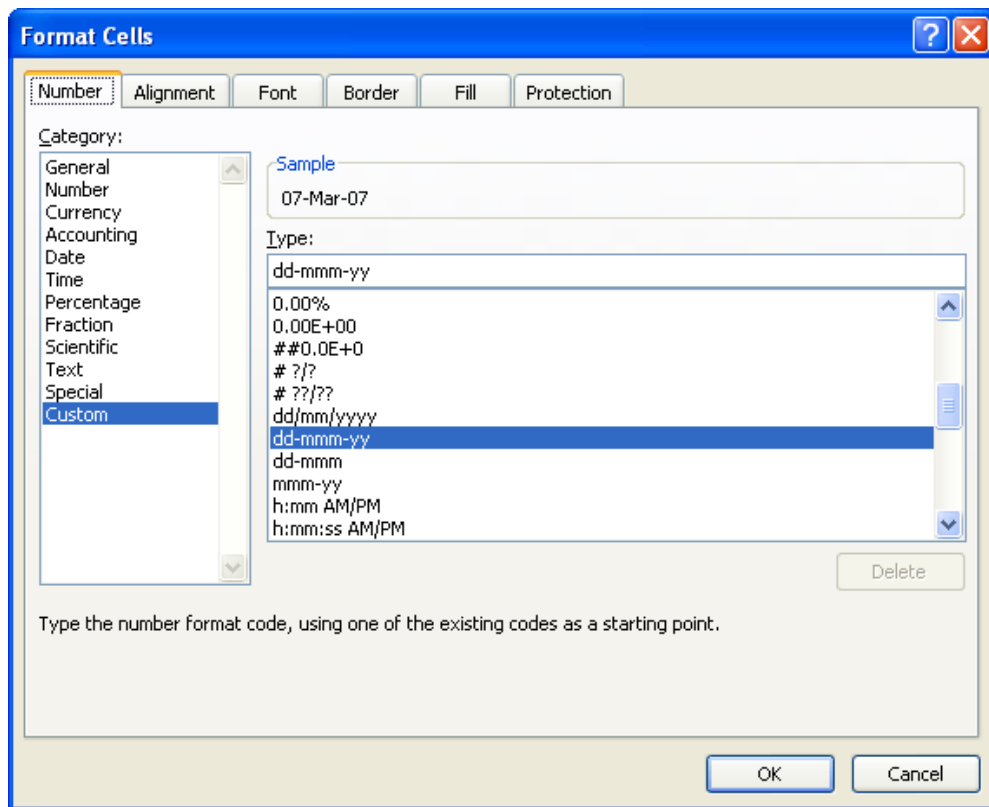 Format Cells
Number Alignment Font Border Fill Protection
Category:
General
Number
Currency
Accounting
Date
Time
Percentage
Fraction
Scientific
Text
Special
Custom
Sample
07-Mar-07
Type:
dd-mmm-yy
0.00%
0.00E+00
##0.0E+0
# ?/?
# ??/??
dd/mm/yyyy
dd-mmm-yy
dd-mmm
mmm-yy
h:mm AM/PM
h:mm:ss AM/PM
Delete
Type the number format code, using one of the existing codes as a starting point.
OK Cancel